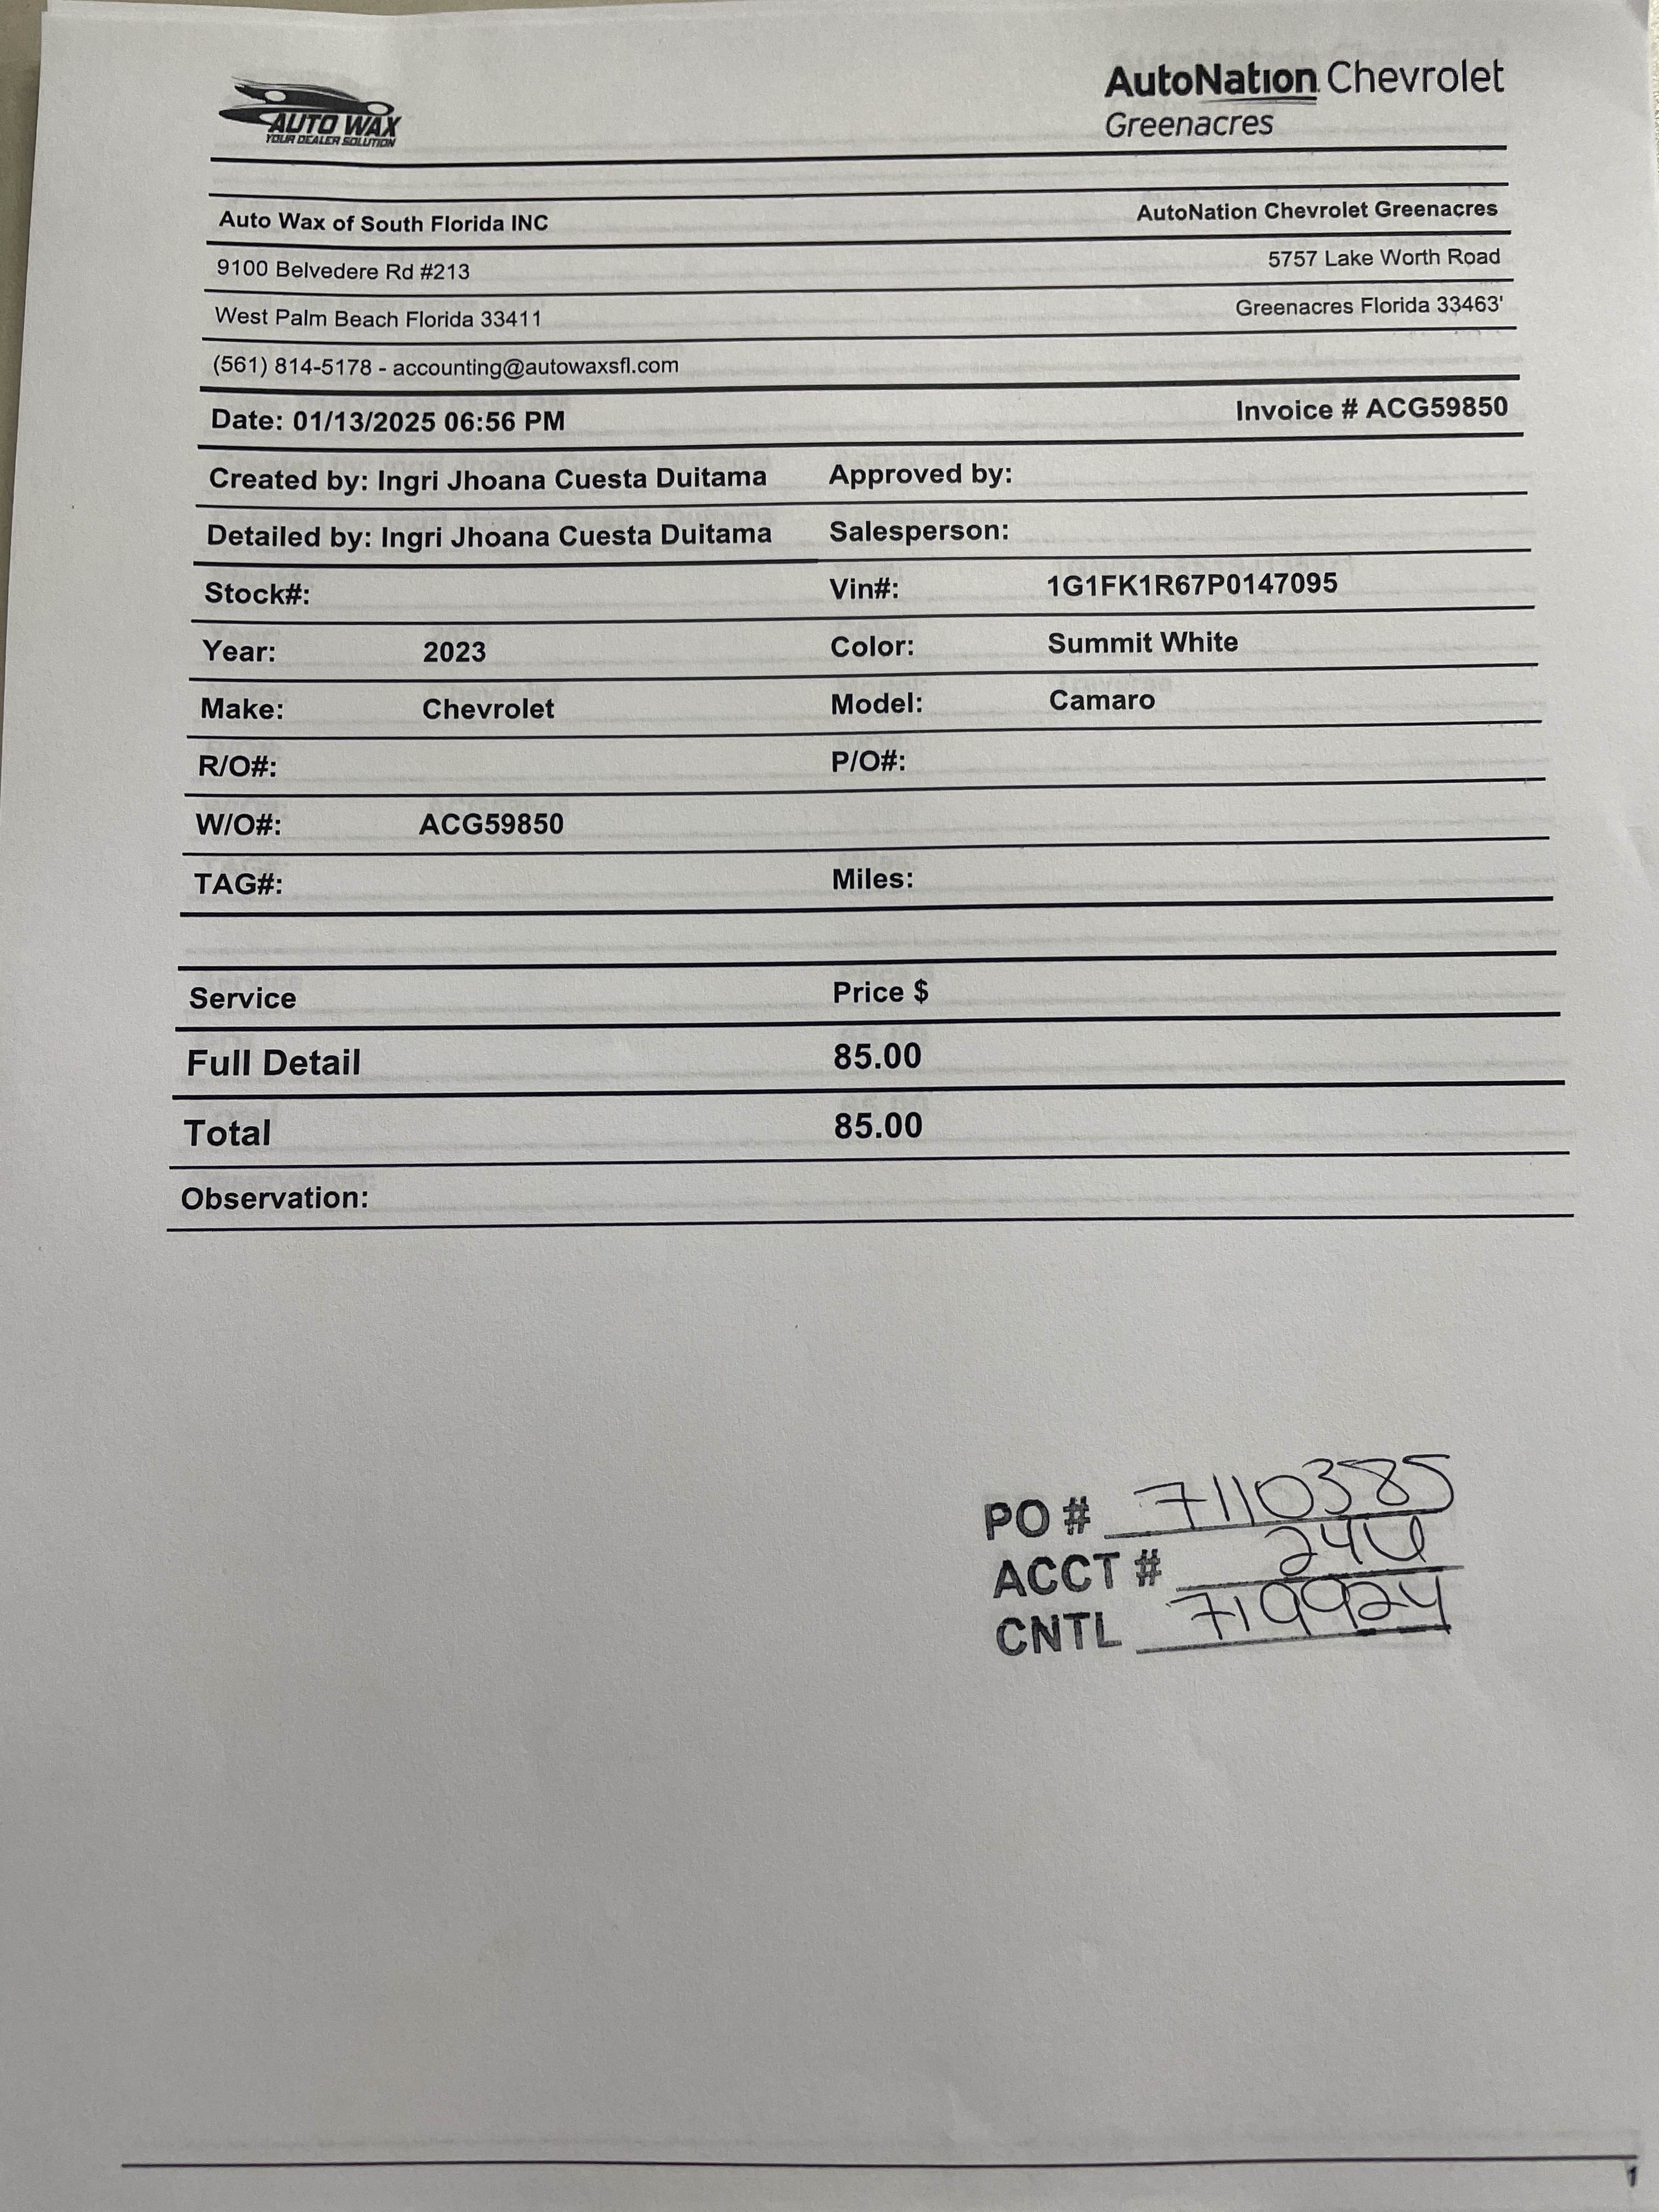 AUTO WAX
YOUR DEALER SOLUTION
AutoNation Chevrolet
Greenacres
Auto Wax of South Florida INC
AutoNation Chevrolet Greenacres
9100 Belvedere Rd #213
5757 Lake Worth Road
West Palm Beach Florida 33411
Greenacres Florida 33463'
(561) 814-5178 - accounting@autowaxsfl.com
Date: 01/13/2025 06:56 PM
Invoice # ACG59850
Created by: Ingri Jhoana Cuesta Duitama Approved by:
Detailed by: Ingri Jhoana Cuesta Duitama Salesperson:
Stock#: Vin#: 1G1FK1R67P0147095
Year: 2023 Color: Summit White
Make: Chevrolet Model: Camaro
R/O#: P/O#:
W/O#: ACG59850
TAG#: Miles:
Service Price $
Full Detail 85.00
Total 85.00
Observation:
PO # 7110385
ACCT #
CNTL 719924
1